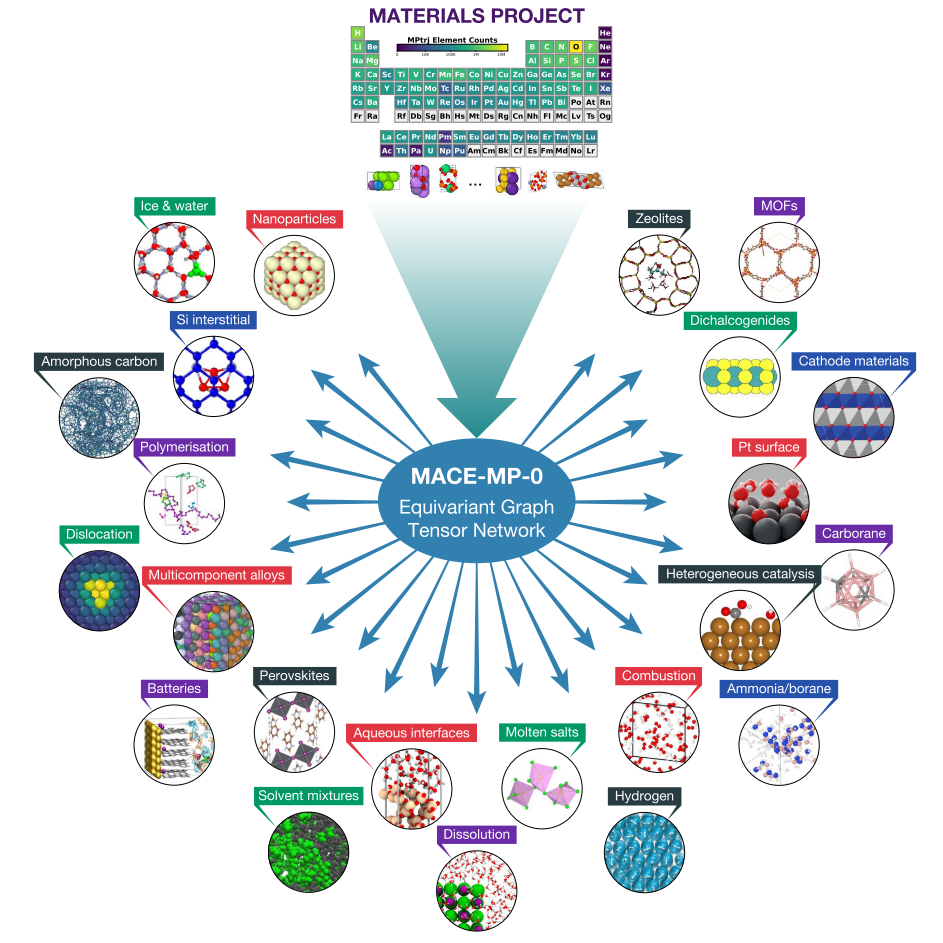 MATERIALS PROJECT
H He
MPtrj Element Counts
Li Be B C N O F Ne
0 10K 100K 1M 10M
Na Mg Al Si P S Cl Ar
K Ca Sc Ti V Cr Mn Fe Co Ni Cu Zn Ga Ge As Se Br Kr
Rb Sr Y Zr Nb Mo Tc Ru Rh Pd Ag Cd In Sn Sb Te I Xe
Cs Ba Hf Ta W Re Os Ir Pt Au Hg Tl Pb Bi Po At Rn
Fr Ra Rf Db Sg Bh Hs Mt Ds Rg Cn Nh Fl Mc Lv Ts Og
La Ce Pr Nd Pm Sm Eu Gd Tb Dy Ho Er Tm Yb Lu
Ac Th Pa U Np Pu Am Cm Bk Cf Es Fm Md No Lr
...
Ice & water
Nanoparticles
Zeolites
MOFs
Si interstitial
Dichalcogenides
Amorphous carbon
Cathode materials
Polymerisation
Pt surface
MACE-MP-0
Equivariant Graph
Tensor Network
Dislocation
Carborane
Multicomponent alloys
Heterogeneous catalysis
Batteries
Perovskites
Combustion
Ammonia/borane
Aqueous interfaces
Molten salts
Solvent mixtures
Hydrogen
Dissolution